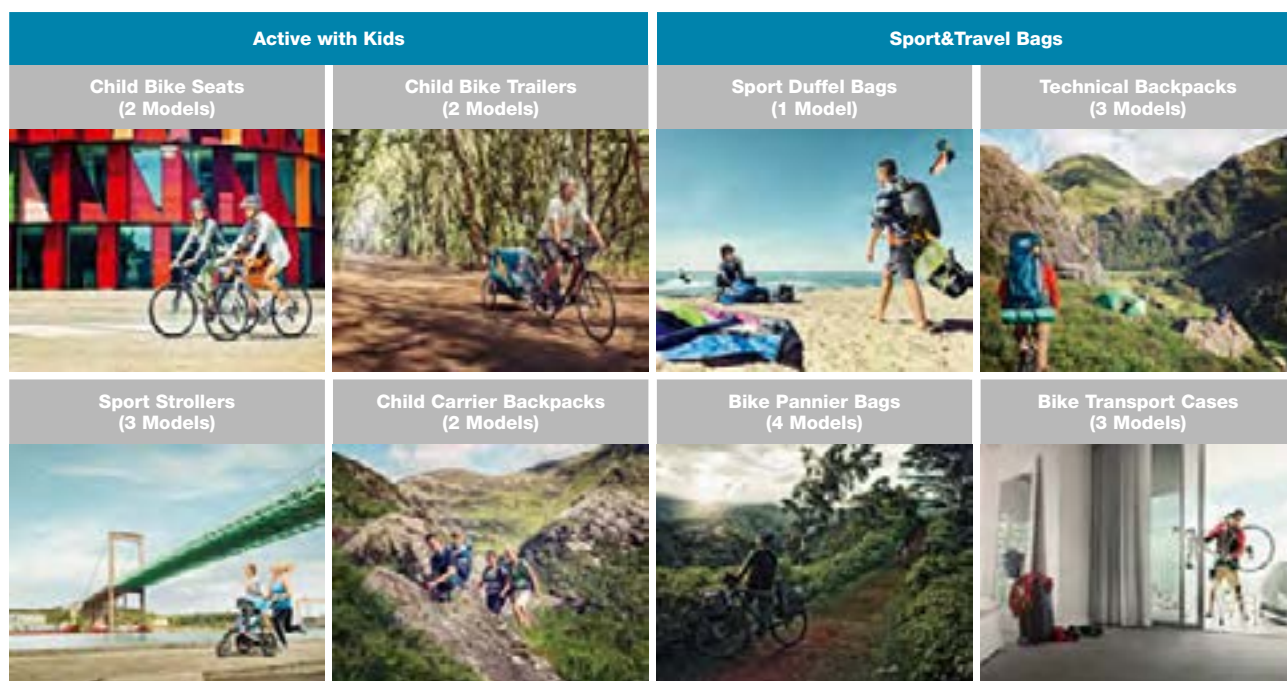 Active with Kids
Sport&Travel Bags
Child Bike Seats
(2 Models)
Child Bike Trailers
(2 Models)
Sport Duffel Bags
(1 Model)
Technical Backpacks
(3 Models)
Sport Strollers
(3 Models)
Child Carrier Backpacks
(2 Models)
Bike Pannier Bags
(4 Models)
Bike Transport Cases
(3 Models)